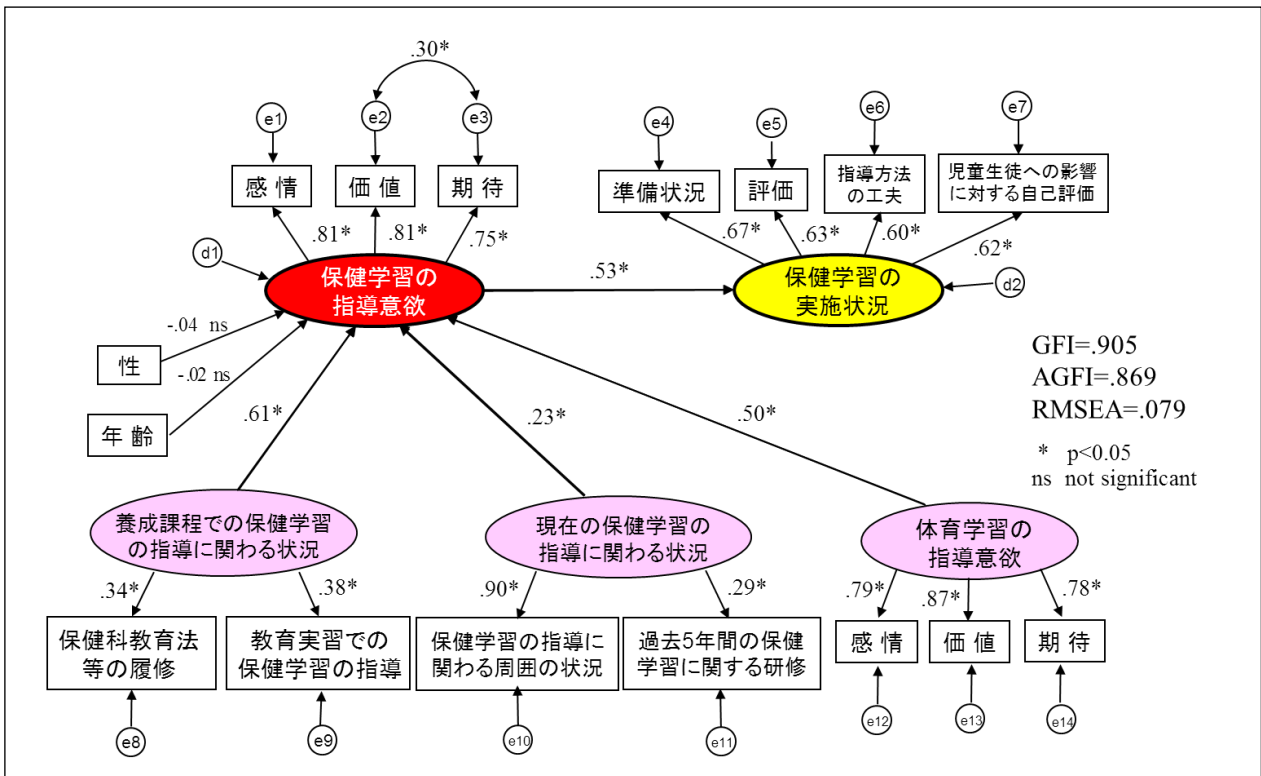 .30*
e1
e2
e3
e4
e5
e6
e7
感 情
価 値
期 待
準備状況
評価
指導方法
の工夫
児童生徒への影響
に対する自己評価
.81*
.81*
.75*
.67*
.63*
.60*
.62*
d1
保健学習の
指導意欲
.53*
保健学習の
実施状況
d2
-.04 ns
性
-.02 ns
年 齢
.61*
.23*
.50*
GFI=.905
AGFI=.869
RMSEA=.079
* p<0.05
ns not significant
養成課程での保健学習
の指導に関わる状況
現在の保健学習の
指導に関わる状況
体育学習の
指導意欲
.34*
.38*
.90*
.29*
.79*
.87*
.78*
保健科教育法
等の履修
教育実習での
保健学習の指導
保健学習の指導に
関わる周囲の状況
過去5年間の保健
学習に関する研修
感 情
価 値
期 待
e8
e9
e10
e11
e12
e13
e14